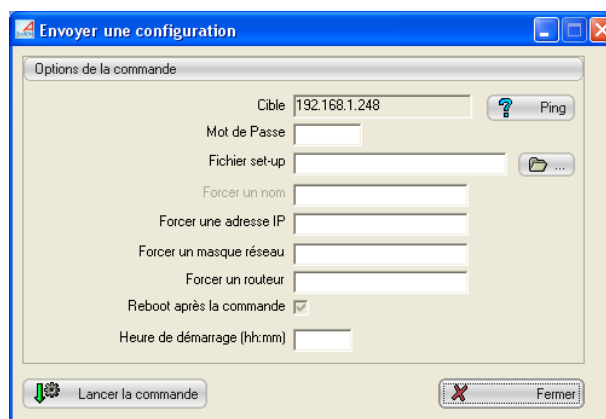 Envoyer une configuration
Options de la commande
Cible 192.168.1.248 Ping
Mot de Passe
Fichier set-up ...
Forcer un nom
Forcer une adresse IP
Forcer un masque réseau
Forcer un routeur
Reboot après la commande
Heure de démarrage (hh:mm)
Lancer la commande Fermer